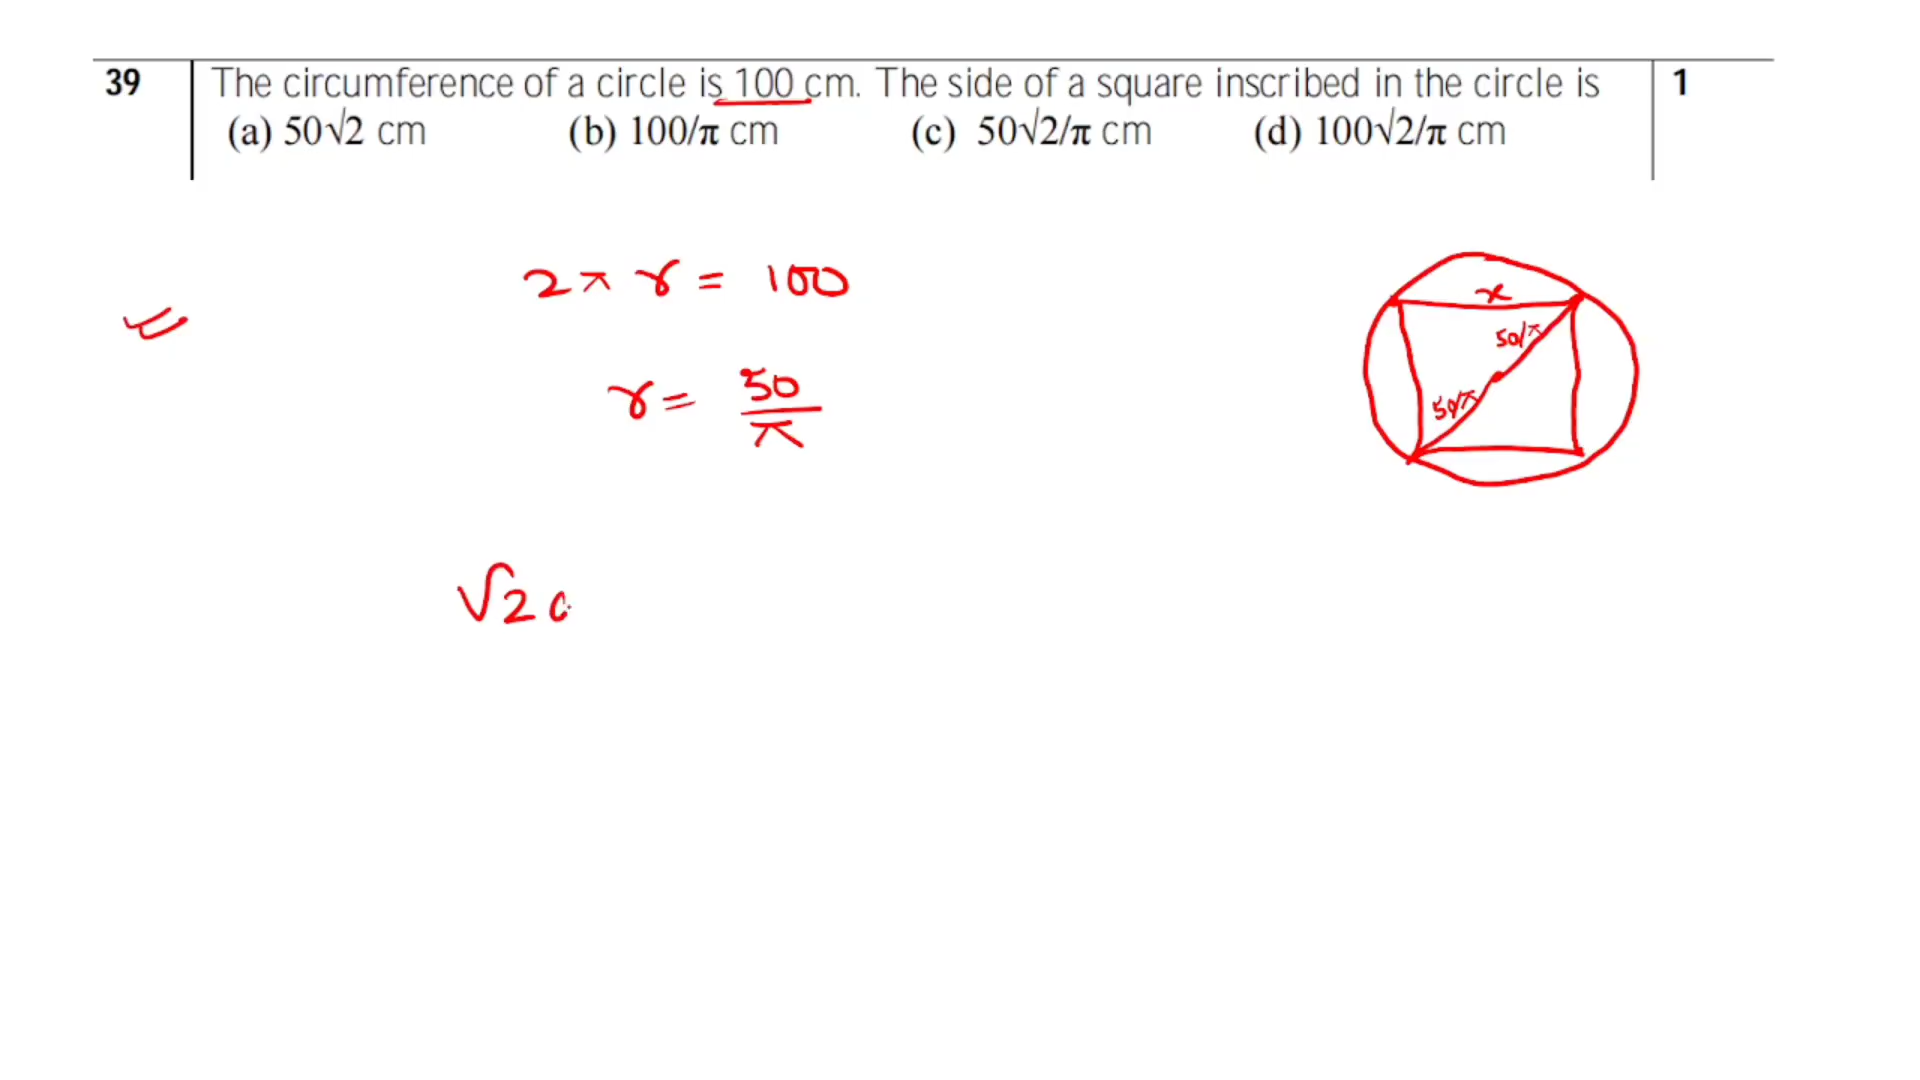 39 The circumference of a circle is 100 cm. The side of a square inscribed in the circle is 1
(a) 50√2 cm (b) 100/π cm (c) 50√2/π cm (d) 100√2/π cm
2πr = 100
x
50/π
r = 50/π
50/π
√2